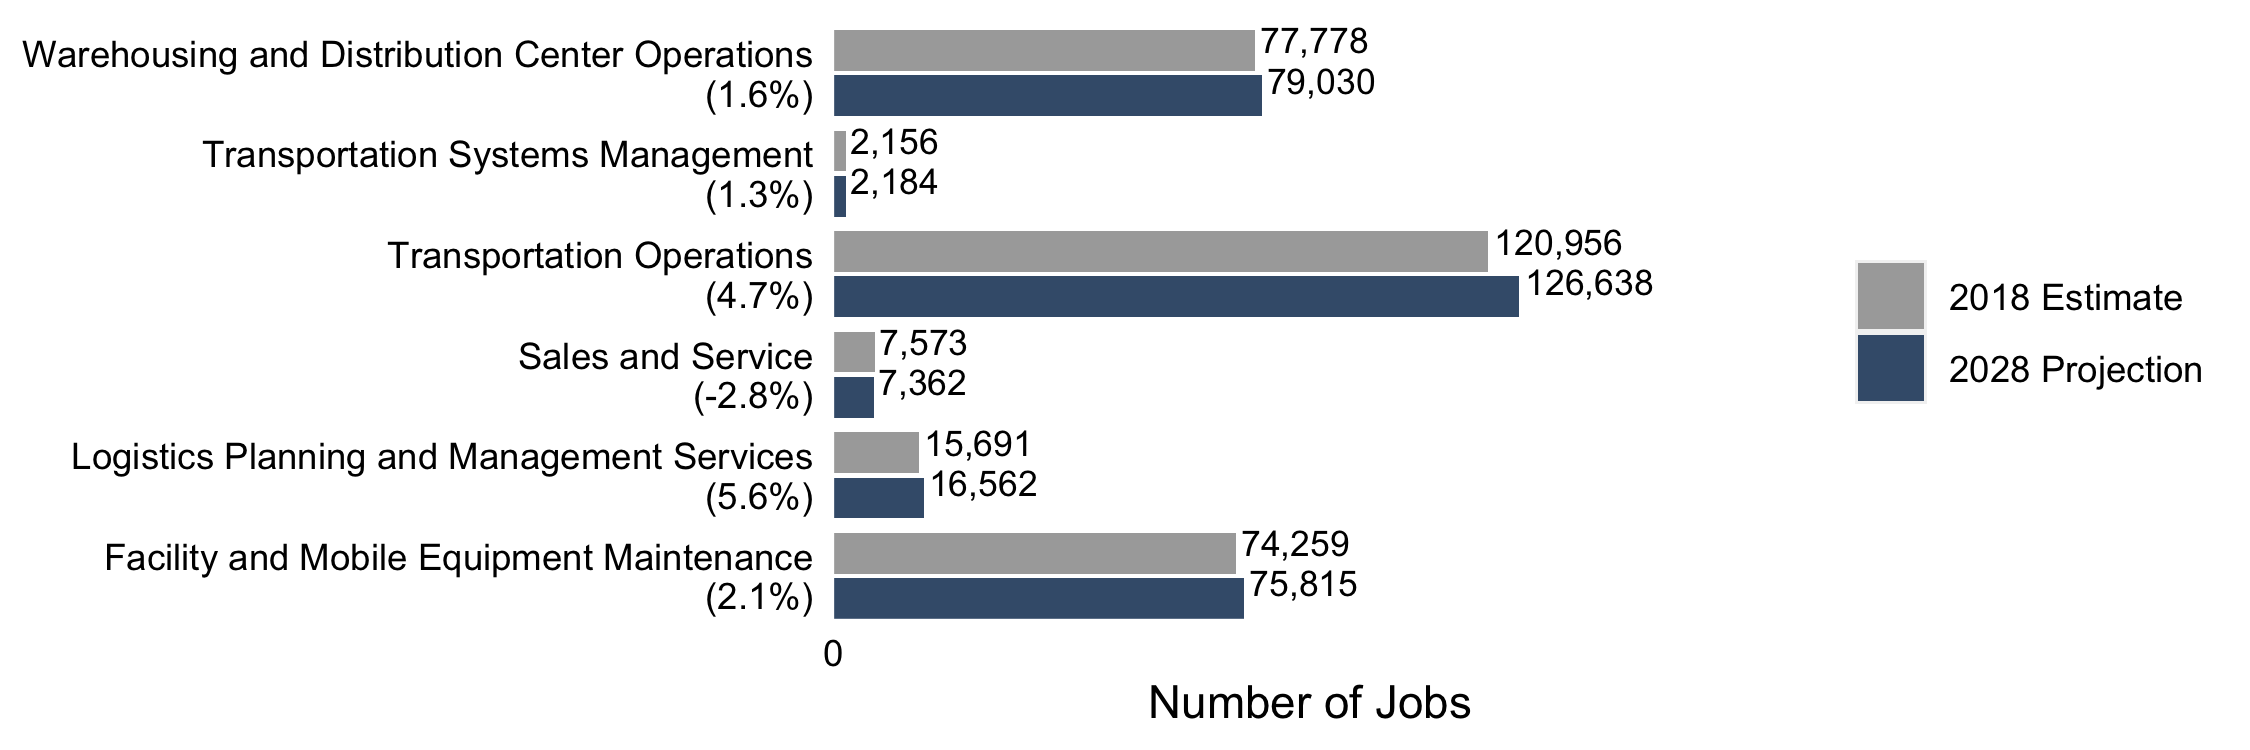 Warehousing and Distribution Center Operations
(1.6%)
77,778
79,030
Transportation Systems Management
(1.3%)
2,156
2,184
Transportation Operations
(4.7%)
120,956
126,638
Sales and Service
(-2.8%)
7,573
7,362
Logistics Planning and Management Services
(5.6%)
15,691
16,562
Facility and Mobile Equipment Maintenance
(2.1%)
74,259
75,815
0
Number of Jobs
2018 Estimate
2028 Projection